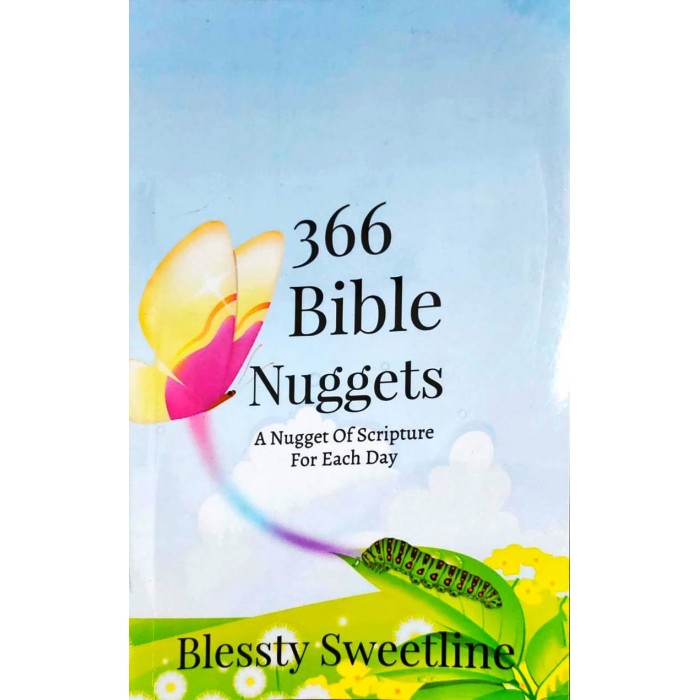 366
Bible
Nuggets
A Nugget Of Scripture
For Each Day
Blessty Sweetline